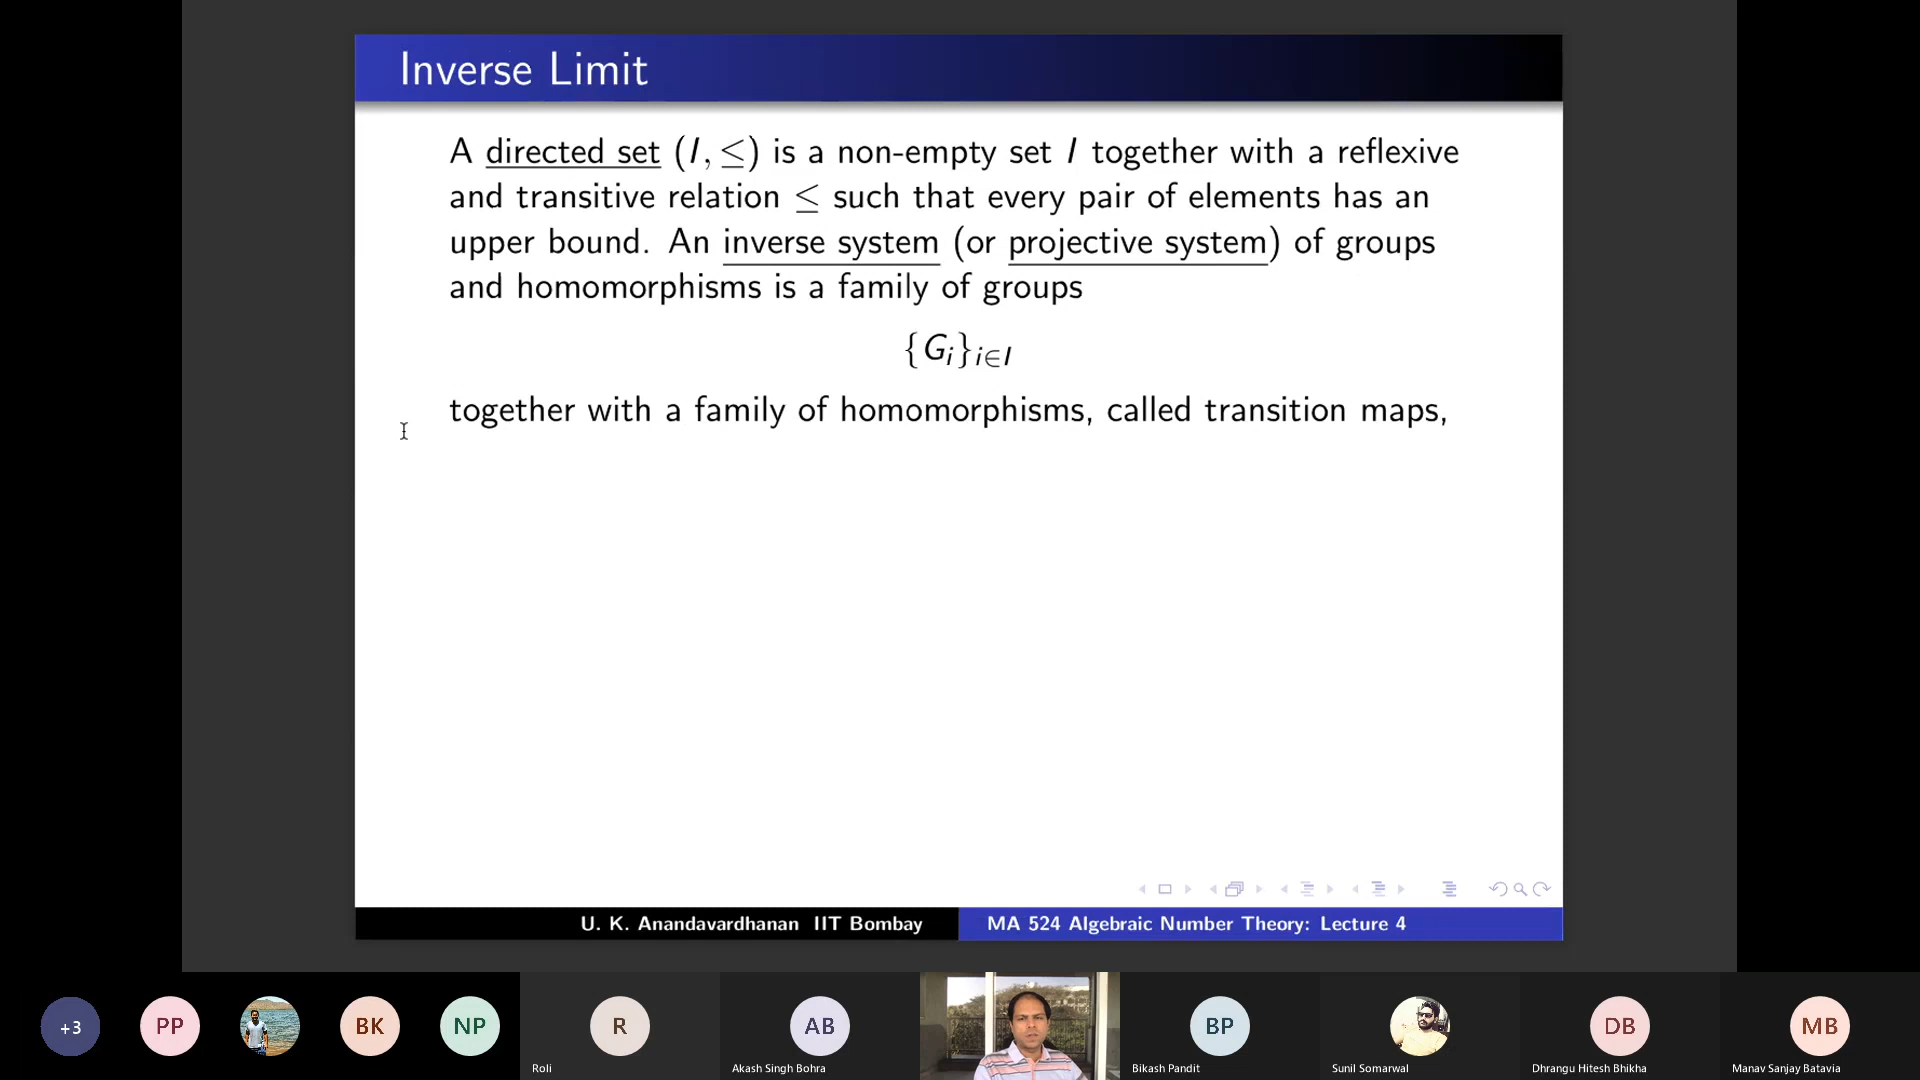 Inverse Limit
A directed set (I, ≤) is a non-empty set I together with a reflexive
and transitive relation ≤ such that every pair of elements has an
upper bound. An inverse system (or projective system) of groups
and homomorphisms is a family of groups
{G_i}_{i∈I}
together with a family of homomorphisms, called transition maps,
U. K. Anandavardhanan IIT Bombay
MA 524 Algebraic Number Theory: Lecture 4
+3
PP
BK
NP
R
AB
BP
DB
MB
Roli
Akash Singh Bohra
Bikash Pandit
Sunil Somarwal
Dhrangu Hitesh Bhikha
Manav Sanjay Batavia